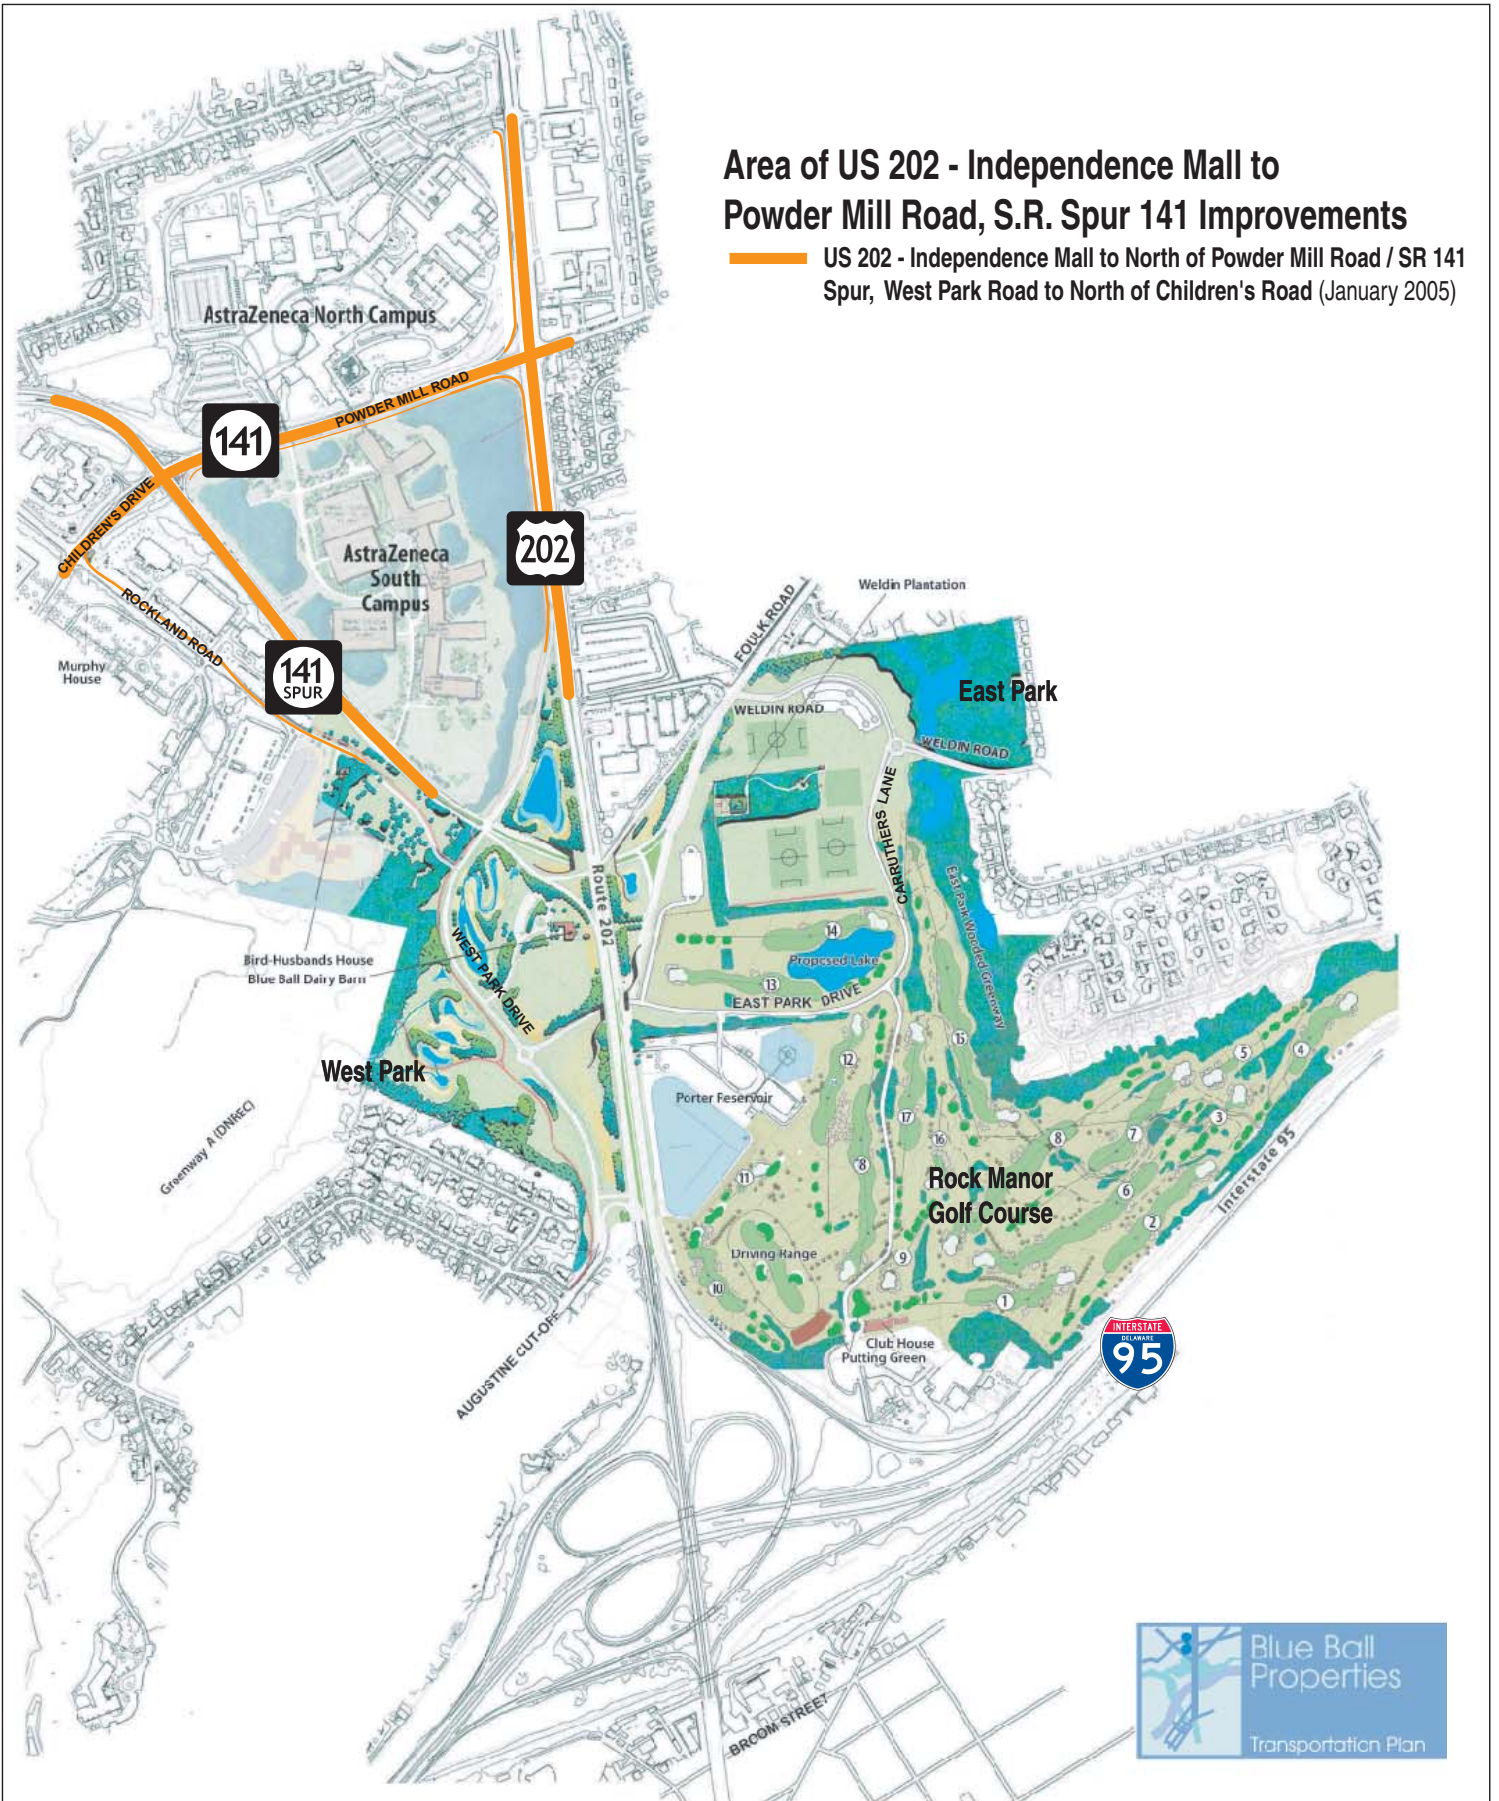 Area of US 202 - Independence Mall to
Powder Mill Road, S.R. Spur 141 Improvements
US 202 - Independence Mall to North of Powder Mill Road / SR 141
Spur, West Park Road to North of Children's Road (January 2005)
AstraZeneca North Campus
POWDER MILL ROAD
141
CHILDREN'S DRIVE
202
AstraZeneca
South
Campus
ROCKLAND ROAD
141
SPUR
Murphy
House
FOULK ROAD
Weldin Plantation
East Park
WELDIN ROAD
WELDIN ROAD
CARRUTHERS LANE
Route 202
East Park Wooded Greenway
WEST PARK DRIVE
Bird-Husbands House
Blue Ball Dairy Barn
14
Proposed Lake
13
EAST PARK DRIVE
West Park
Greenway A (DNREC)
Porter Feservoir
12
15
5
4
3
17
16
8
7
8
11
6
2
Rock Manor
Golf Course
Interstate 95
Driving Range
9
10
1
Club House
Putting Green
INTERSTATE
DELAWARE
95
AUGUSTINE CUT-OFF
BROOM STREET
Blue Ball
Properties
Transportation Plan